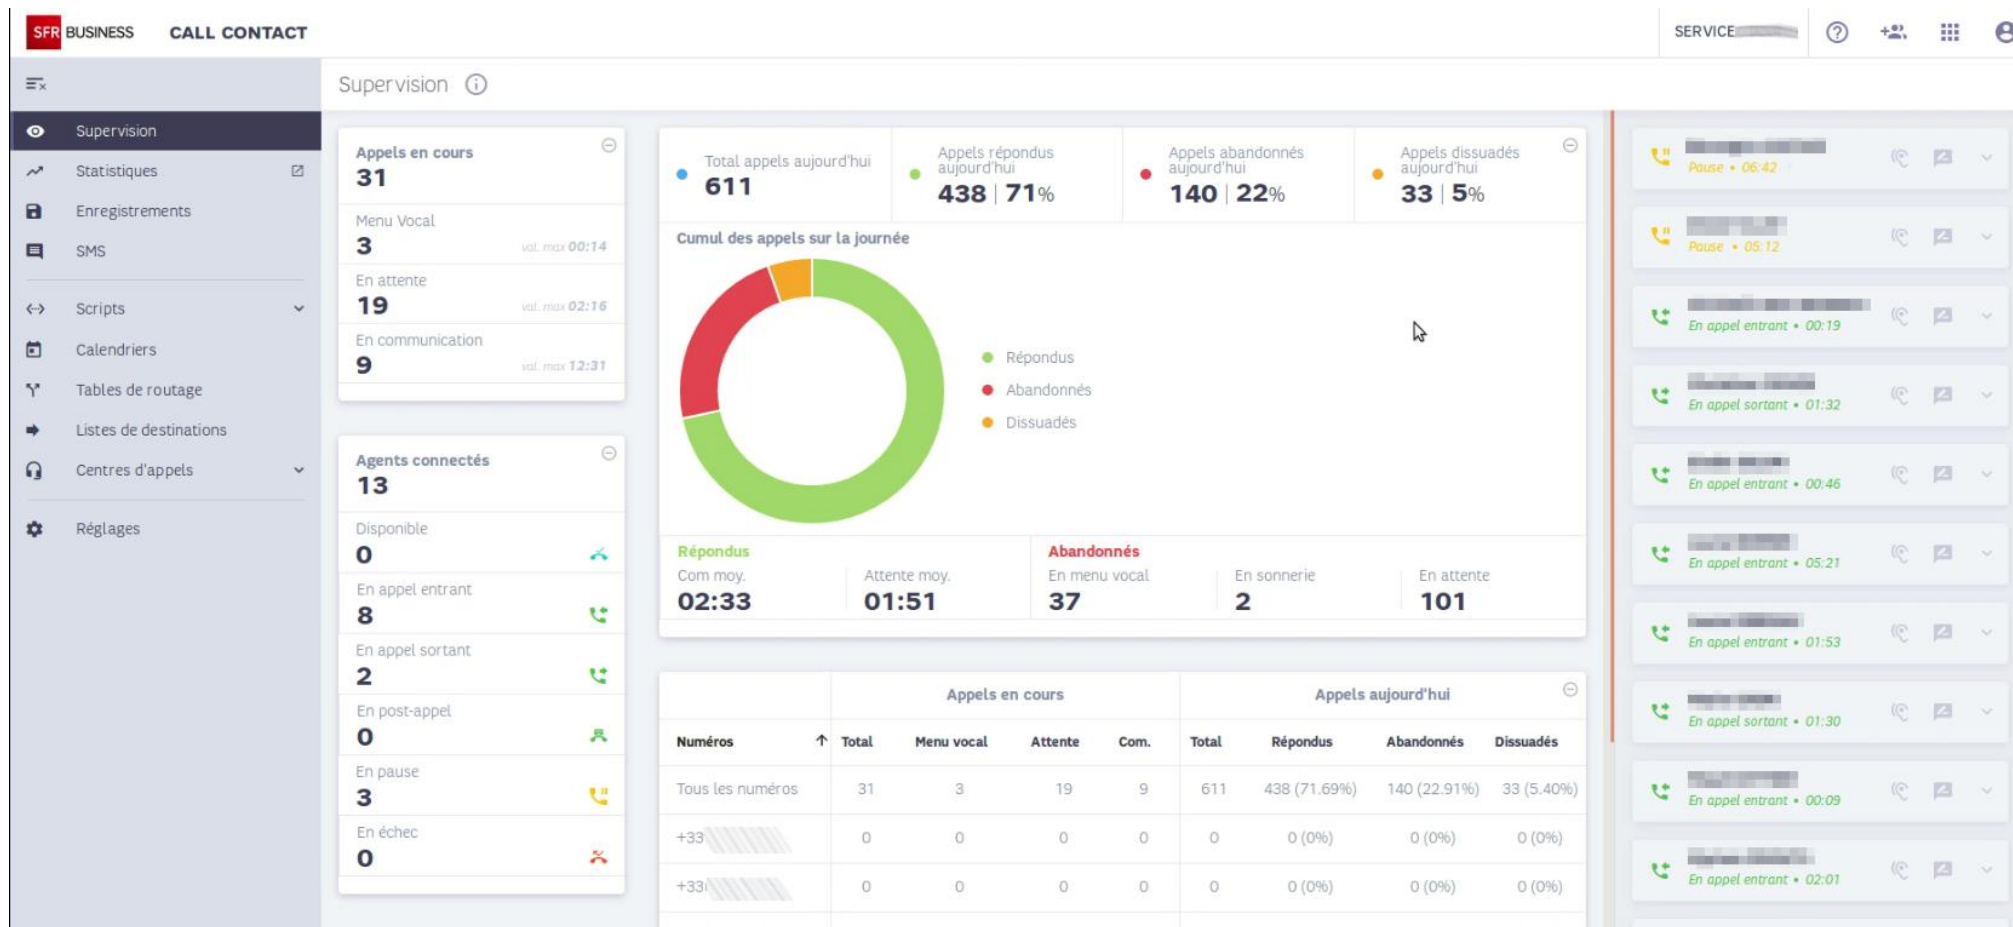 SFR BUSINESS CALL CONTACT
SERVICE
Supervision
Supervision
Statistiques
Enregistrements
SMS
Scripts
Calendriers
Tables de routage
Listes de destinations
Centres d'appels
Réglages
Appels en cours
31
Menu Vocal
3 val. max 00:14
En attente
19 val. max 02:16
En communication
9 val. max 12:31
Agents connectés
13
Disponible
0
En appel entrant
8
En appel sortant
2
En post-appel
0
En pause
3
En échec
0
Total appels aujourd'hui
611
Appels répondus
aujourd'hui
438 | 71%
Appels abandonnés
aujourd'hui
140 | 22%
Appels dissuadés
aujourd'hui
33 | 5%
Cumul des appels sur la journée
Répondus
Abandonnés
Dissuadés
Répondus
Com moy.
02:33
Attente moy.
01:51
Abandonnés
En menu vocal
37
En sonnerie
2
En attente
101
Appels en cours Appels aujourd'hui
Numéros Total Menu vocal Attente Com. Total Répondus Abandonnés Dissuadés
Tous les numéros 31 3 19 9 611 438 (71.69%) 140 (22.91%) 33 (5.40%)
+33 0 0 0 0 0 0 (0%) 0 (0%) 0 (0%)
+33 0 0 0 0 0 0 (0%) 0 (0%) 0 (0%)
Pause • 06:42
Pause • 05:12
En appel entrant • 00:19
En appel sortant • 01:32
En appel entrant • 00:46
En appel entrant • 05:21
En appel entrant • 01:53
En appel sortant • 01:30
En appel entrant • 00:09
En appel entrant • 02:01